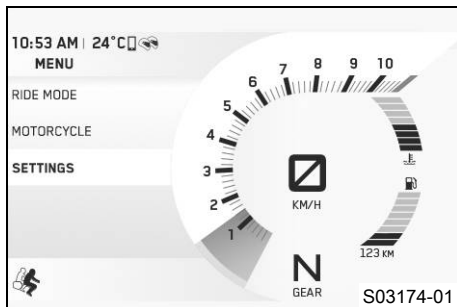 10:53 AM | 24°C
MENU
RIDE MODE
MOTORCYCLE
SETTINGS
1
2
3
4
5
6
7
8
9
10
0
KM/H
N
GEAR
123 KM
S03174-01